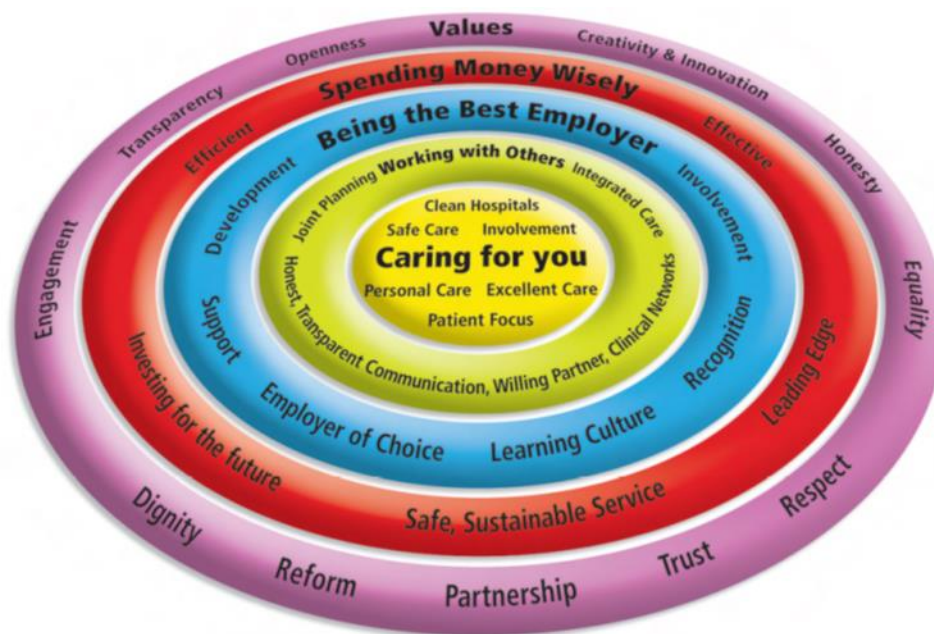 Values
Openness
Creativity & Innovation
Transparency
Honesty
Engagement
Equality
Dignity
Reform
Partnership
Trust
Respect
Spending Money Wisely
Efficient
Effective
Investing for the future
Safe, Sustainable Service
Leading Edge
Being the Best Employer
Development
Involvement
Support
Employer of Choice
Learning Culture
Recognition
Working with Others
Joint Planning
Integrated Care
Honest, Transparent Communication, Willing Partner, Clinical Networks
Clean Hospitals
Safe Care Involvement
Caring for you
Personal Care Excellent Care
Patient Focus